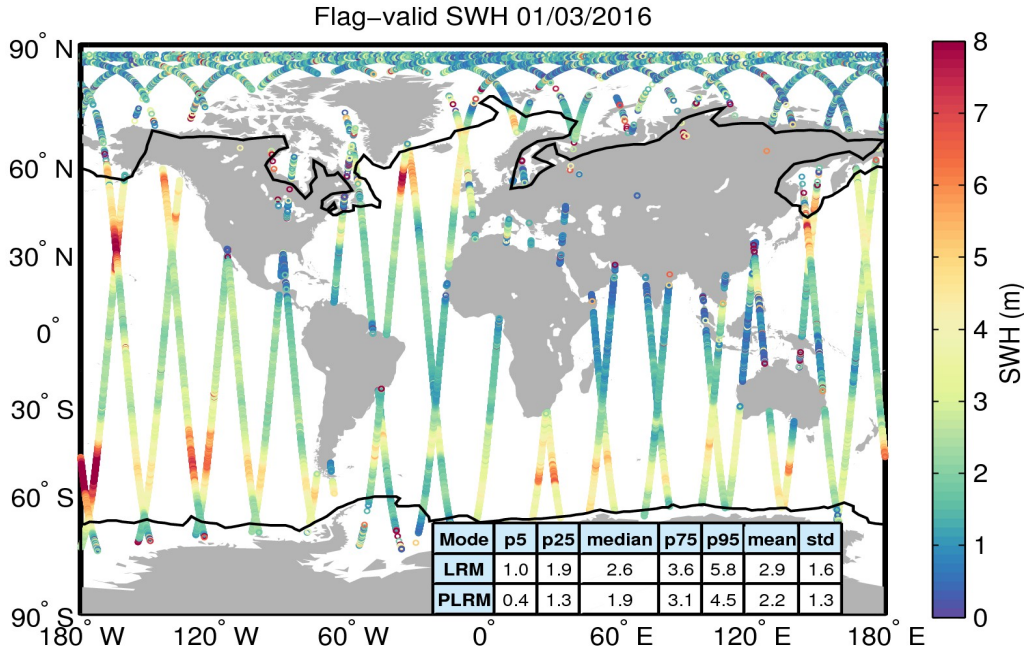 Flag−valid SWH 01/03/2016
90° N
60° N
30° N
0°
30° S
60° S
90° S
180° W 120° W 60° W 0° 60° E 120° E 180° E
Mode p5 p25 median p75 p95 mean std
LRM 1.0 1.9 2.6 3.6 5.8 2.9 1.6
PLRM 0.4 1.3 1.9 3.1 4.5 2.2 1.3
8
7
6
5
4
3
2
1
0
SWH (m)